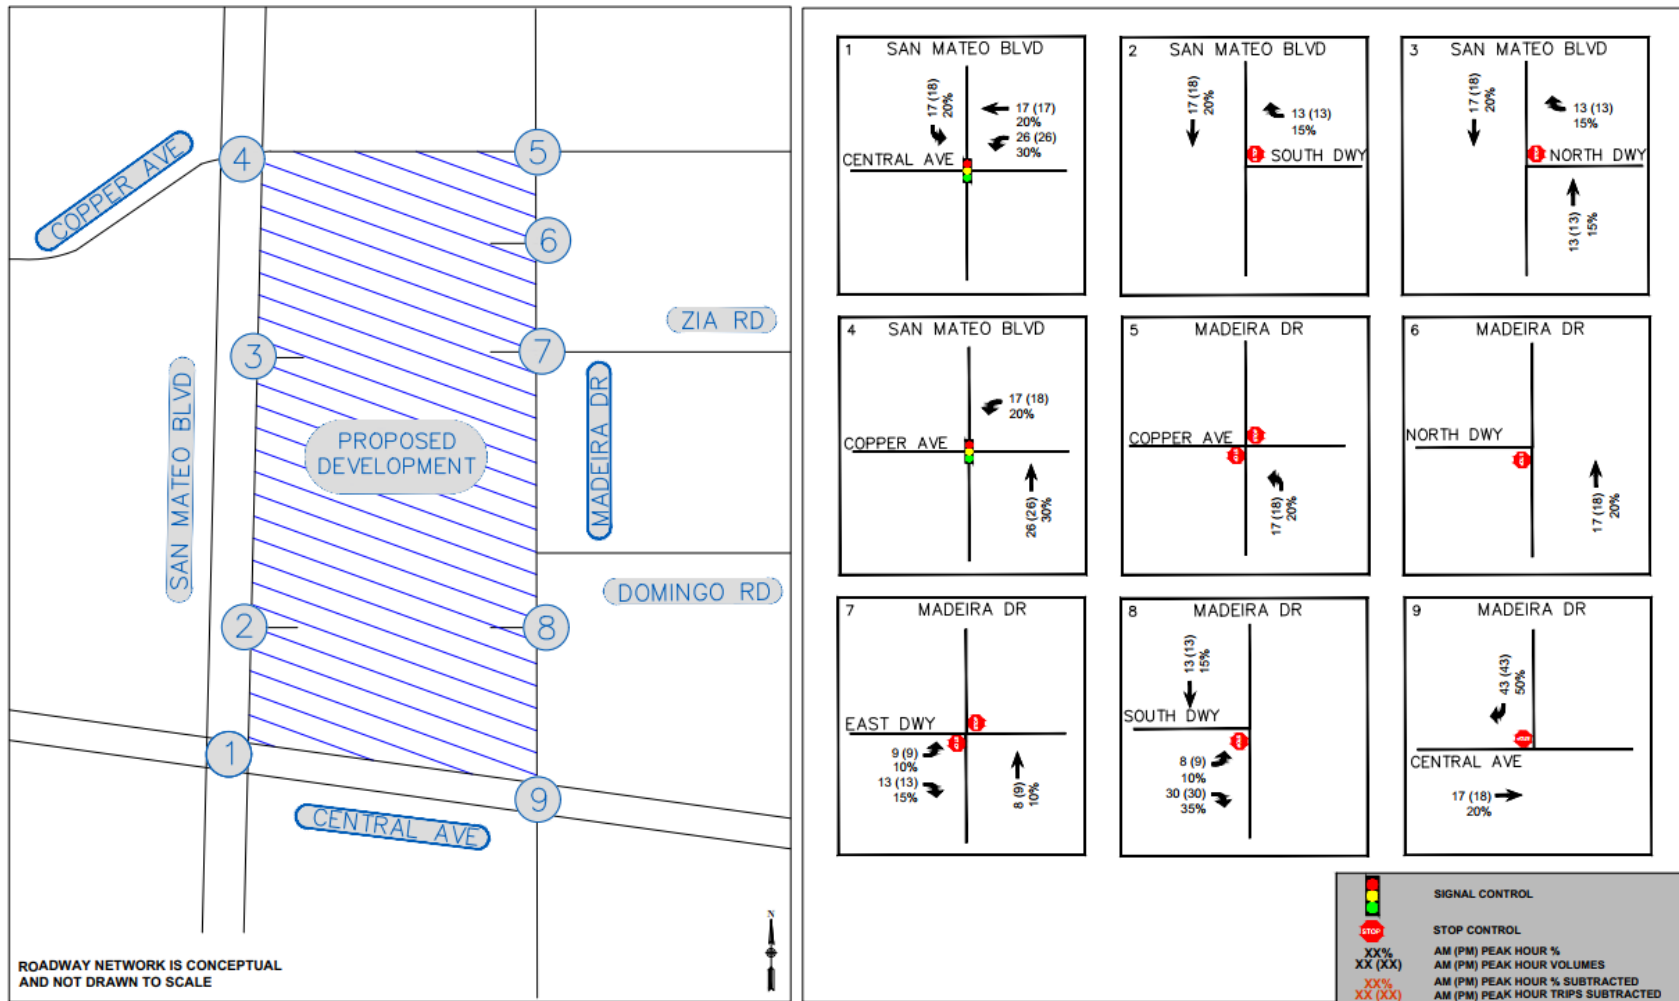 COPPER AVE
4
5
6
ZIA RD
3
7
SAN MATEO BLVD
MADEIRA DR
PROPOSED
DEVELOPMENT
DOMINGO RD
2
8
1
9
CENTRAL AVE
N
ROADWAY NETWORK IS CONCEPTUAL
AND NOT DRAWN TO SCALE
1 SAN MATEO BLVD
17 (18)
20%
17 (17)
20%
26 (26)
30%
CENTRAL AVE
2 SAN MATEO BLVD
17 (18)
20%
13 (13)
15%
SOUTH DWY
3 SAN MATEO BLVD
17 (18)
20%
13 (13)
15%
NORTH DWY
13 (13)
15%
4 SAN MATEO BLVD
17 (18)
20%
COPPER AVE
26 (26)
30%
5 MADEIRA DR
COPPER AVE
17 (18)
20%
6 MADEIRA DR
NORTH DWY
17 (18)
20%
7 MADEIRA DR
EAST DWY
9 (9)
10%
13 (13)
15%
8 (9)
10%
8 MADEIRA DR
13 (13)
15%
SOUTH DWY
8 (9)
10%
30 (30)
35%
9 MADEIRA DR
43 (43)
50%
CENTRAL AVE
17 (18)
20%
SIGNAL CONTROL
STOP STOP CONTROL
XX% AM (PM) PEAK HOUR %
XX (XX) AM (PM) PEAK HOUR VOLUMES
XX% AM (PM) PEAK HOUR % SUBTRACTED
XX (XX) AM (PM) PEAK HOUR TRIPS SUBTRACTED